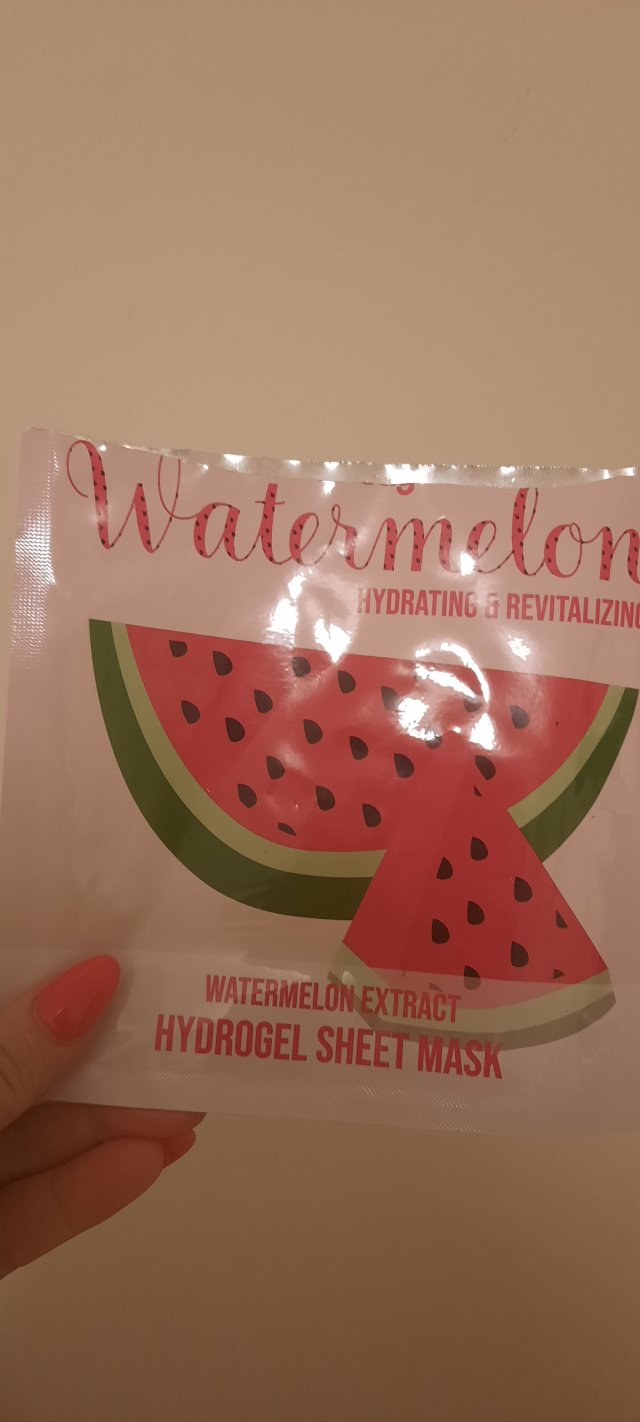 Watermelon
HYDRATING & REVITALIZING
WATERMELON EXTRACT
HYDROGEL SHEET MASK